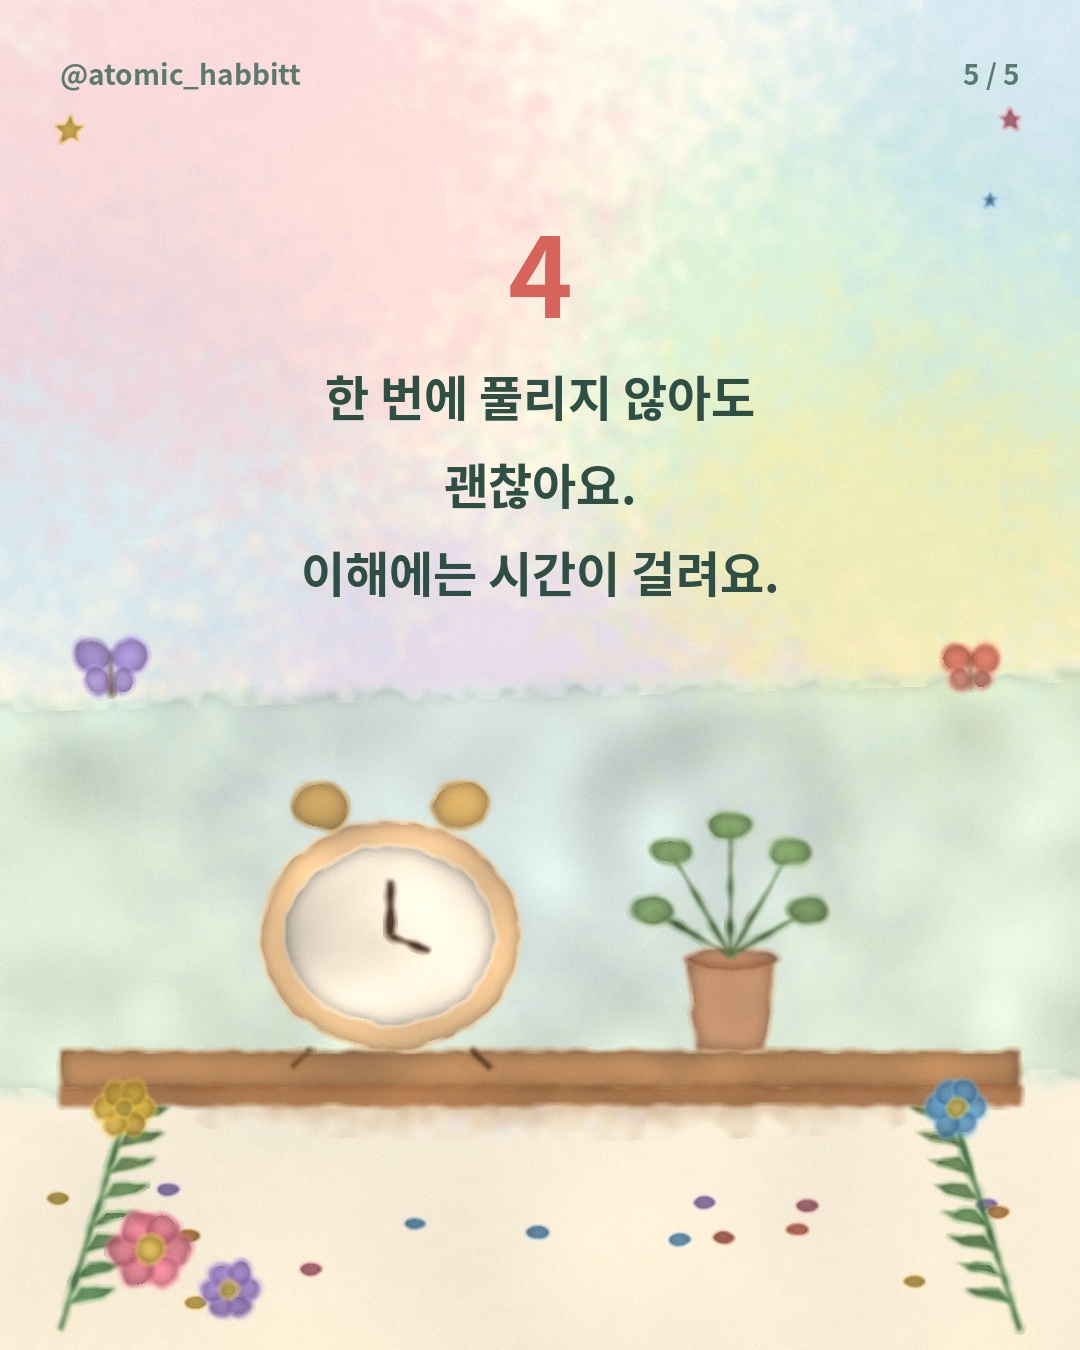 @atomic_habbitt
5 / 5
4
한 번에 풀리지 않아도
괜찮아요.
이해에는 시간이 걸려요.